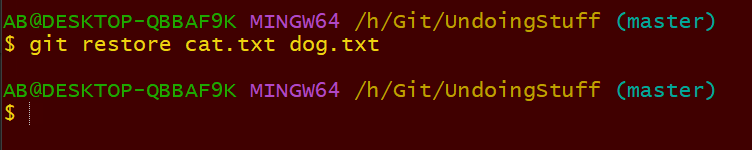 AB@DESKTOP-QBBAF9K MINGW64 /h/Git/UndoingStuff (master)
$ git restore cat.txt dog.txt
AB@DESKTOP-QBBAF9K MINGW64 /h/Git/UndoingStuff (master)
$